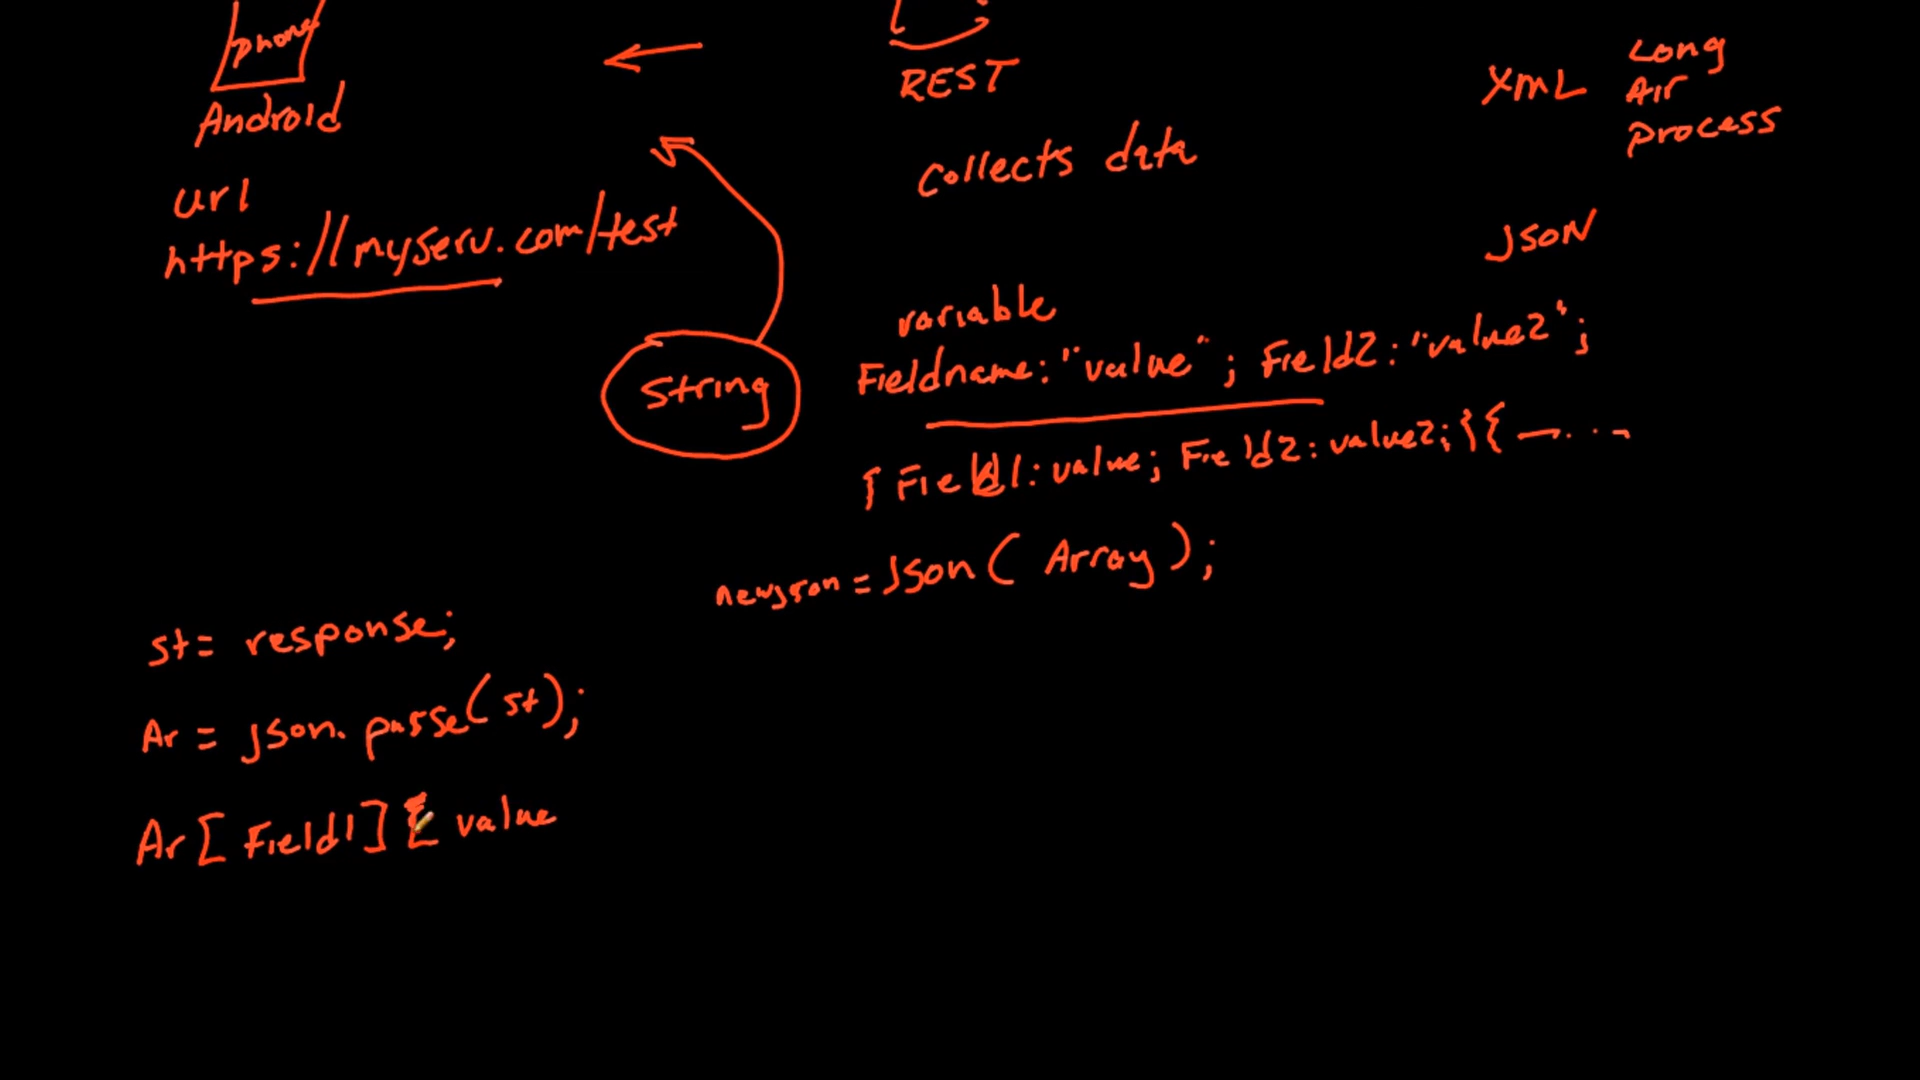 phone
Android
url
https://myserv.com/test
REST
collects data
XML
Long
Air
process
JSON
String
variable
Fieldname: "value"; Field2: "value2";
{Field1: value; Field2: value2; }{ —...
newjson = Json( Array );
st= response;
Ar = json. parse( st );
Ar [ Field1 ] value